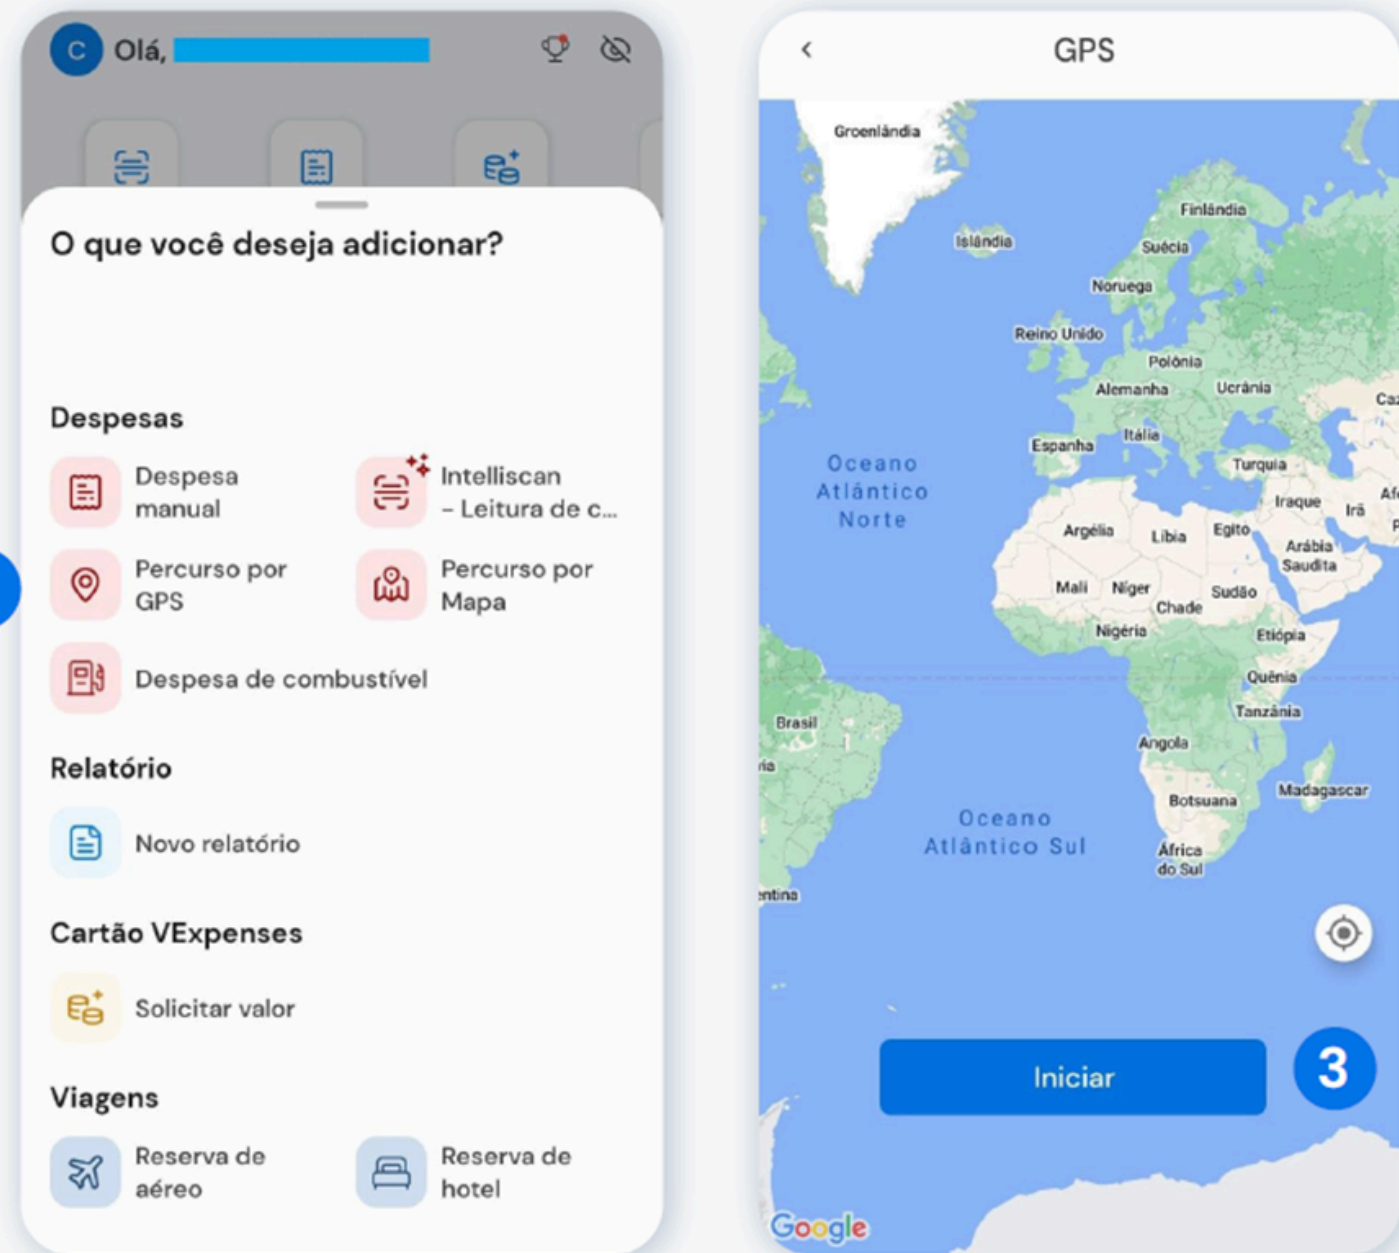 C Olá,
O que você deseja adicionar?
Despesas
Despesa
manual
Intelliscan
- Leitura de c...
Percurso por
GPS
Percurso por
Mapa
Despesa de combustível
Relatório
Novo relatório
Cartão VExpenses
Solicitar valor
Viagens
Reserva de
aéreo
Reserva de
hotel
GPS
Groenlândia
Finlândia
Islândia
Suécia
Noruega
Reino Unido
Polônia
Alemanha
Ucrânia
Caz
Itália
Espanha
Oceano
Atlântico
Norte
Turquia
Iraque
Irã
Afe
P
Argélia
Líbia
Egito
Arábia
Saudita
Mali
Níger
Sudão
Chade
Nigéria
Etiópia
Quênia
Tanzânia
Brasil
Angola
via
Botsuana
Madagascar
Oceano
Atlântico Sul
África
do Sul
entina
Iniciar
3
Google